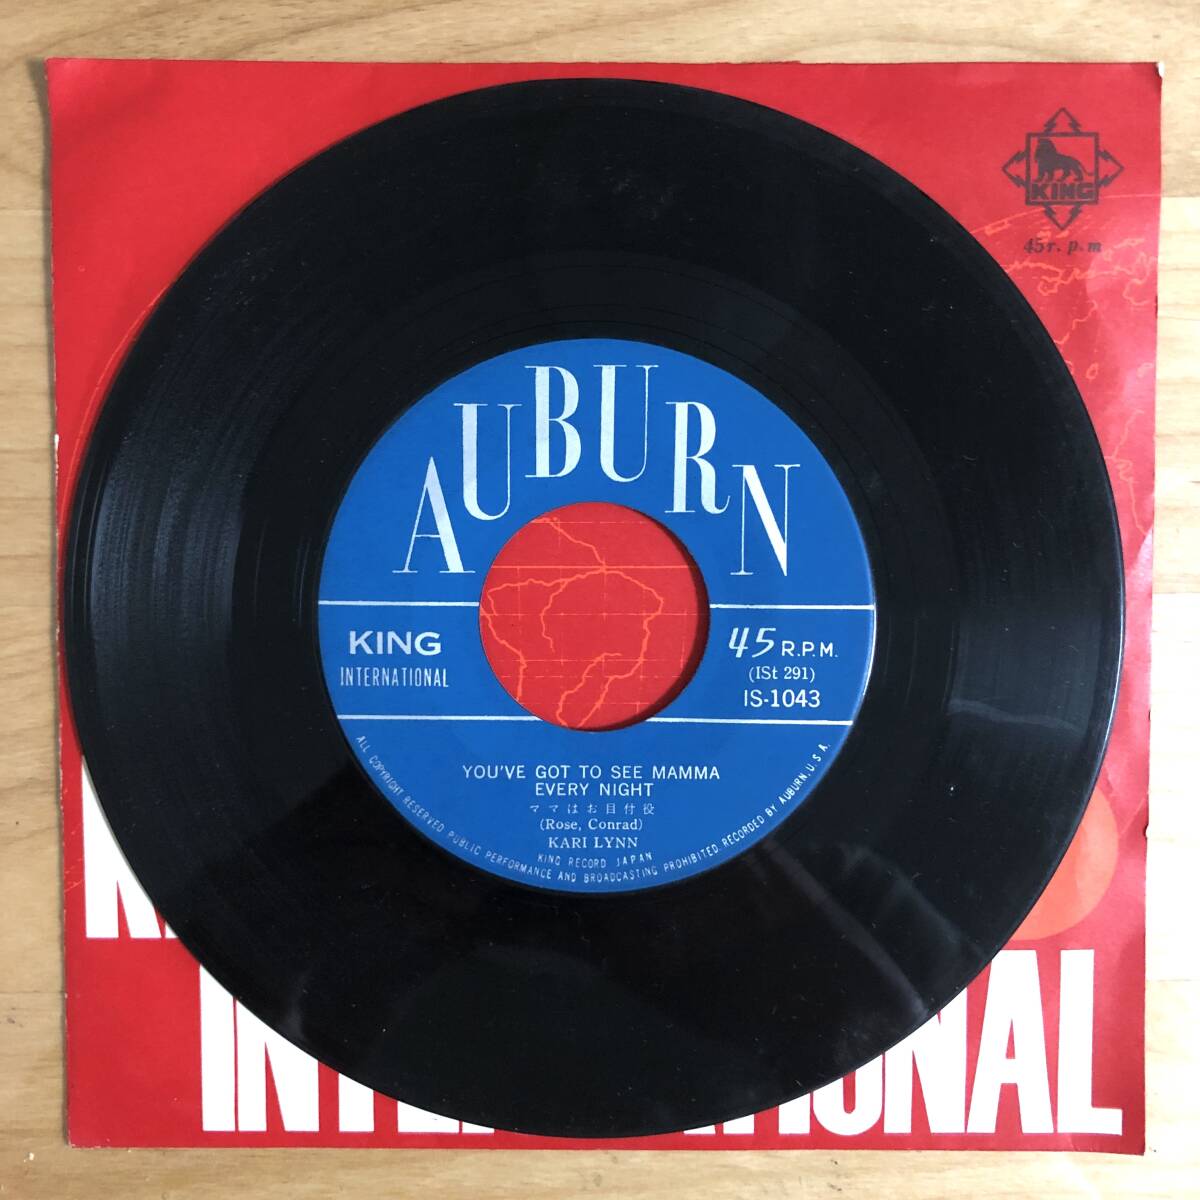 KING
45r. p. m
AUBURN
KING
INTERNATIONAL
45 R.P.M.
(ISt 291)
IS-1043
YOU'VE GOT TO SEE MAMMA
EVERY NIGHT
ママはお目付役
(Rose, Conrad)
KARI LYNN
KING RECORD JAPAN
ALL COPYRIGHT RESERVED PUBLIC PERFORMANCE AND BROADCASTING PROHIBITED. RECORDED BY AUBURN. U.S.A.